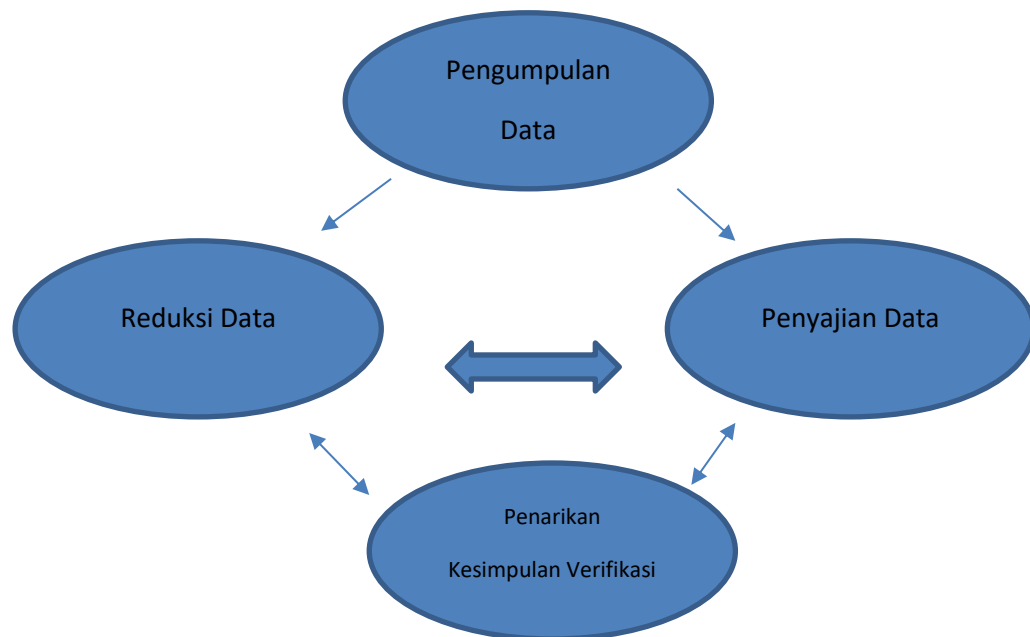 Pengumpulan
Data
Reduksi Data
Penyajian Data
Penarikan
Kesimpulan Verifikasi